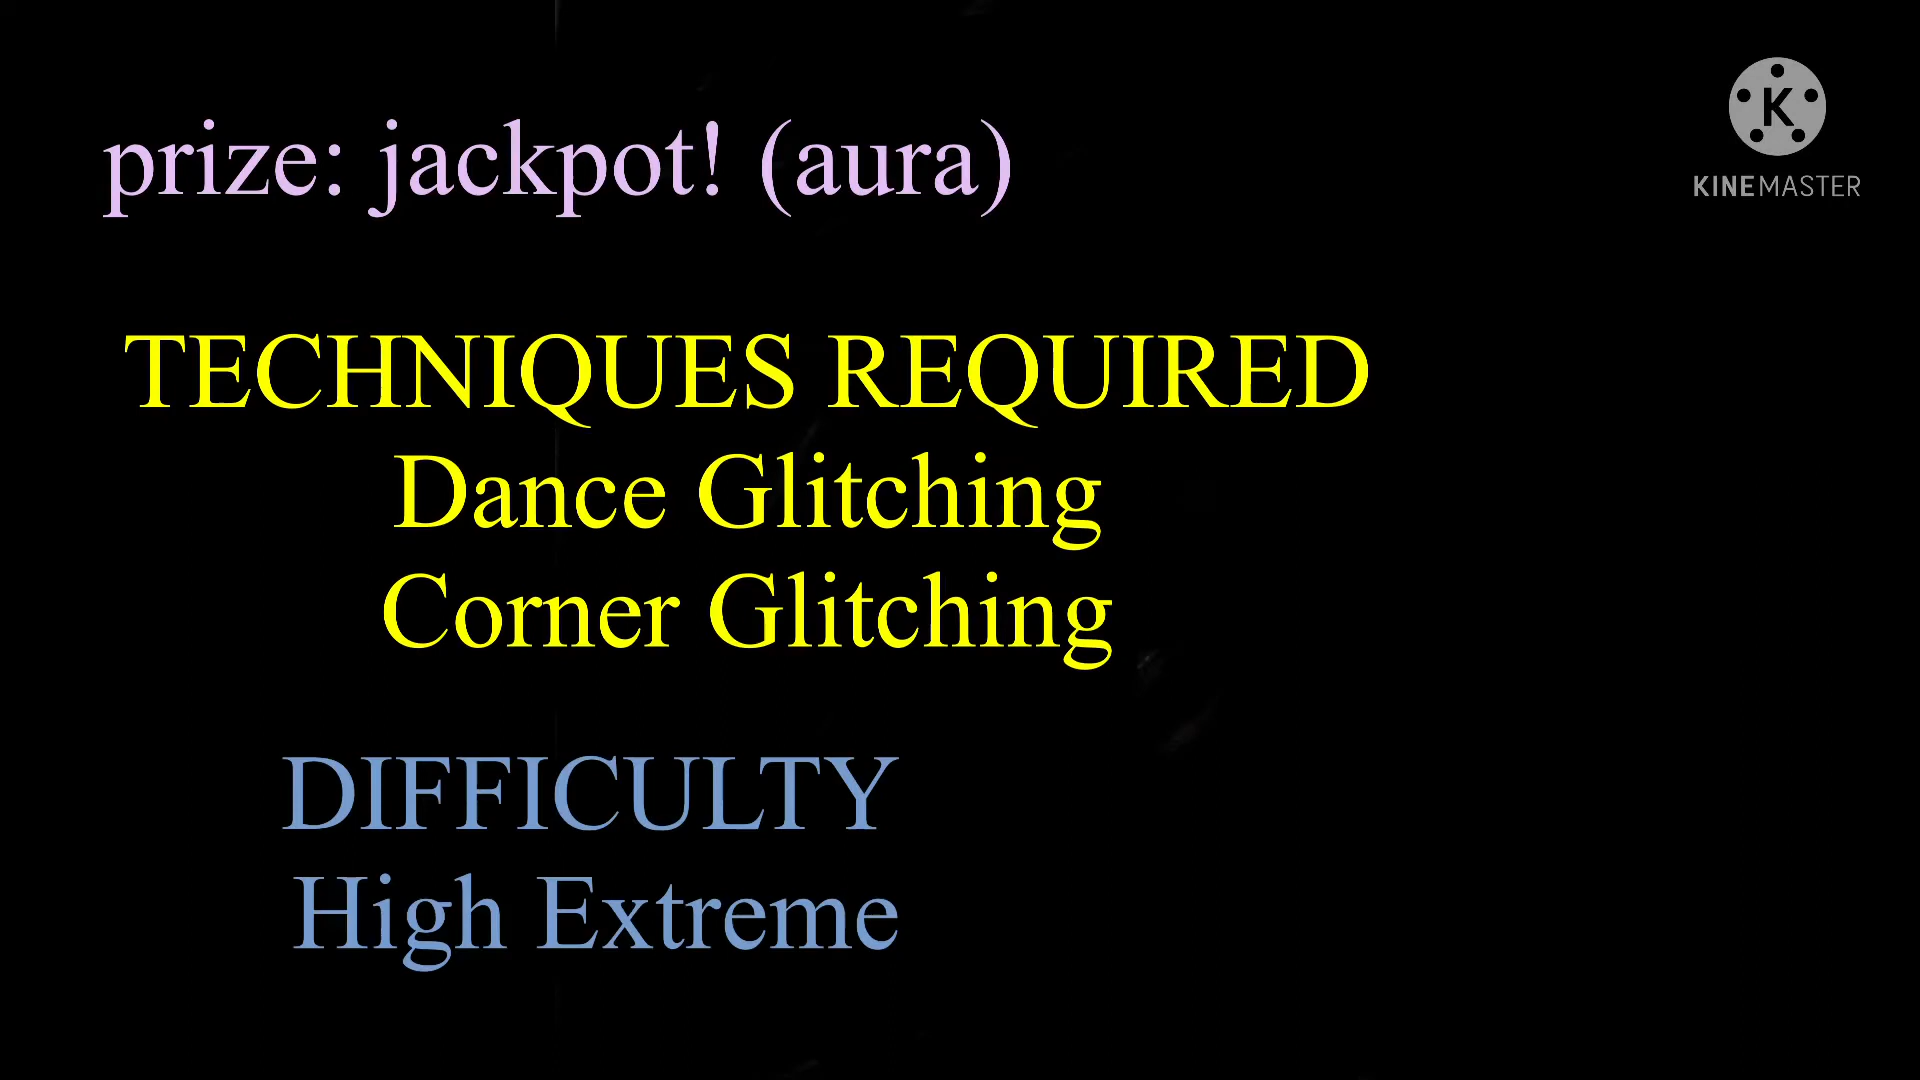 prize: jackpot! (aura)
K
KINEMASTER
TECHNIQUES REQUIRED
Dance Glitching
Corner Glitching
DIFFICULTY
High Extreme